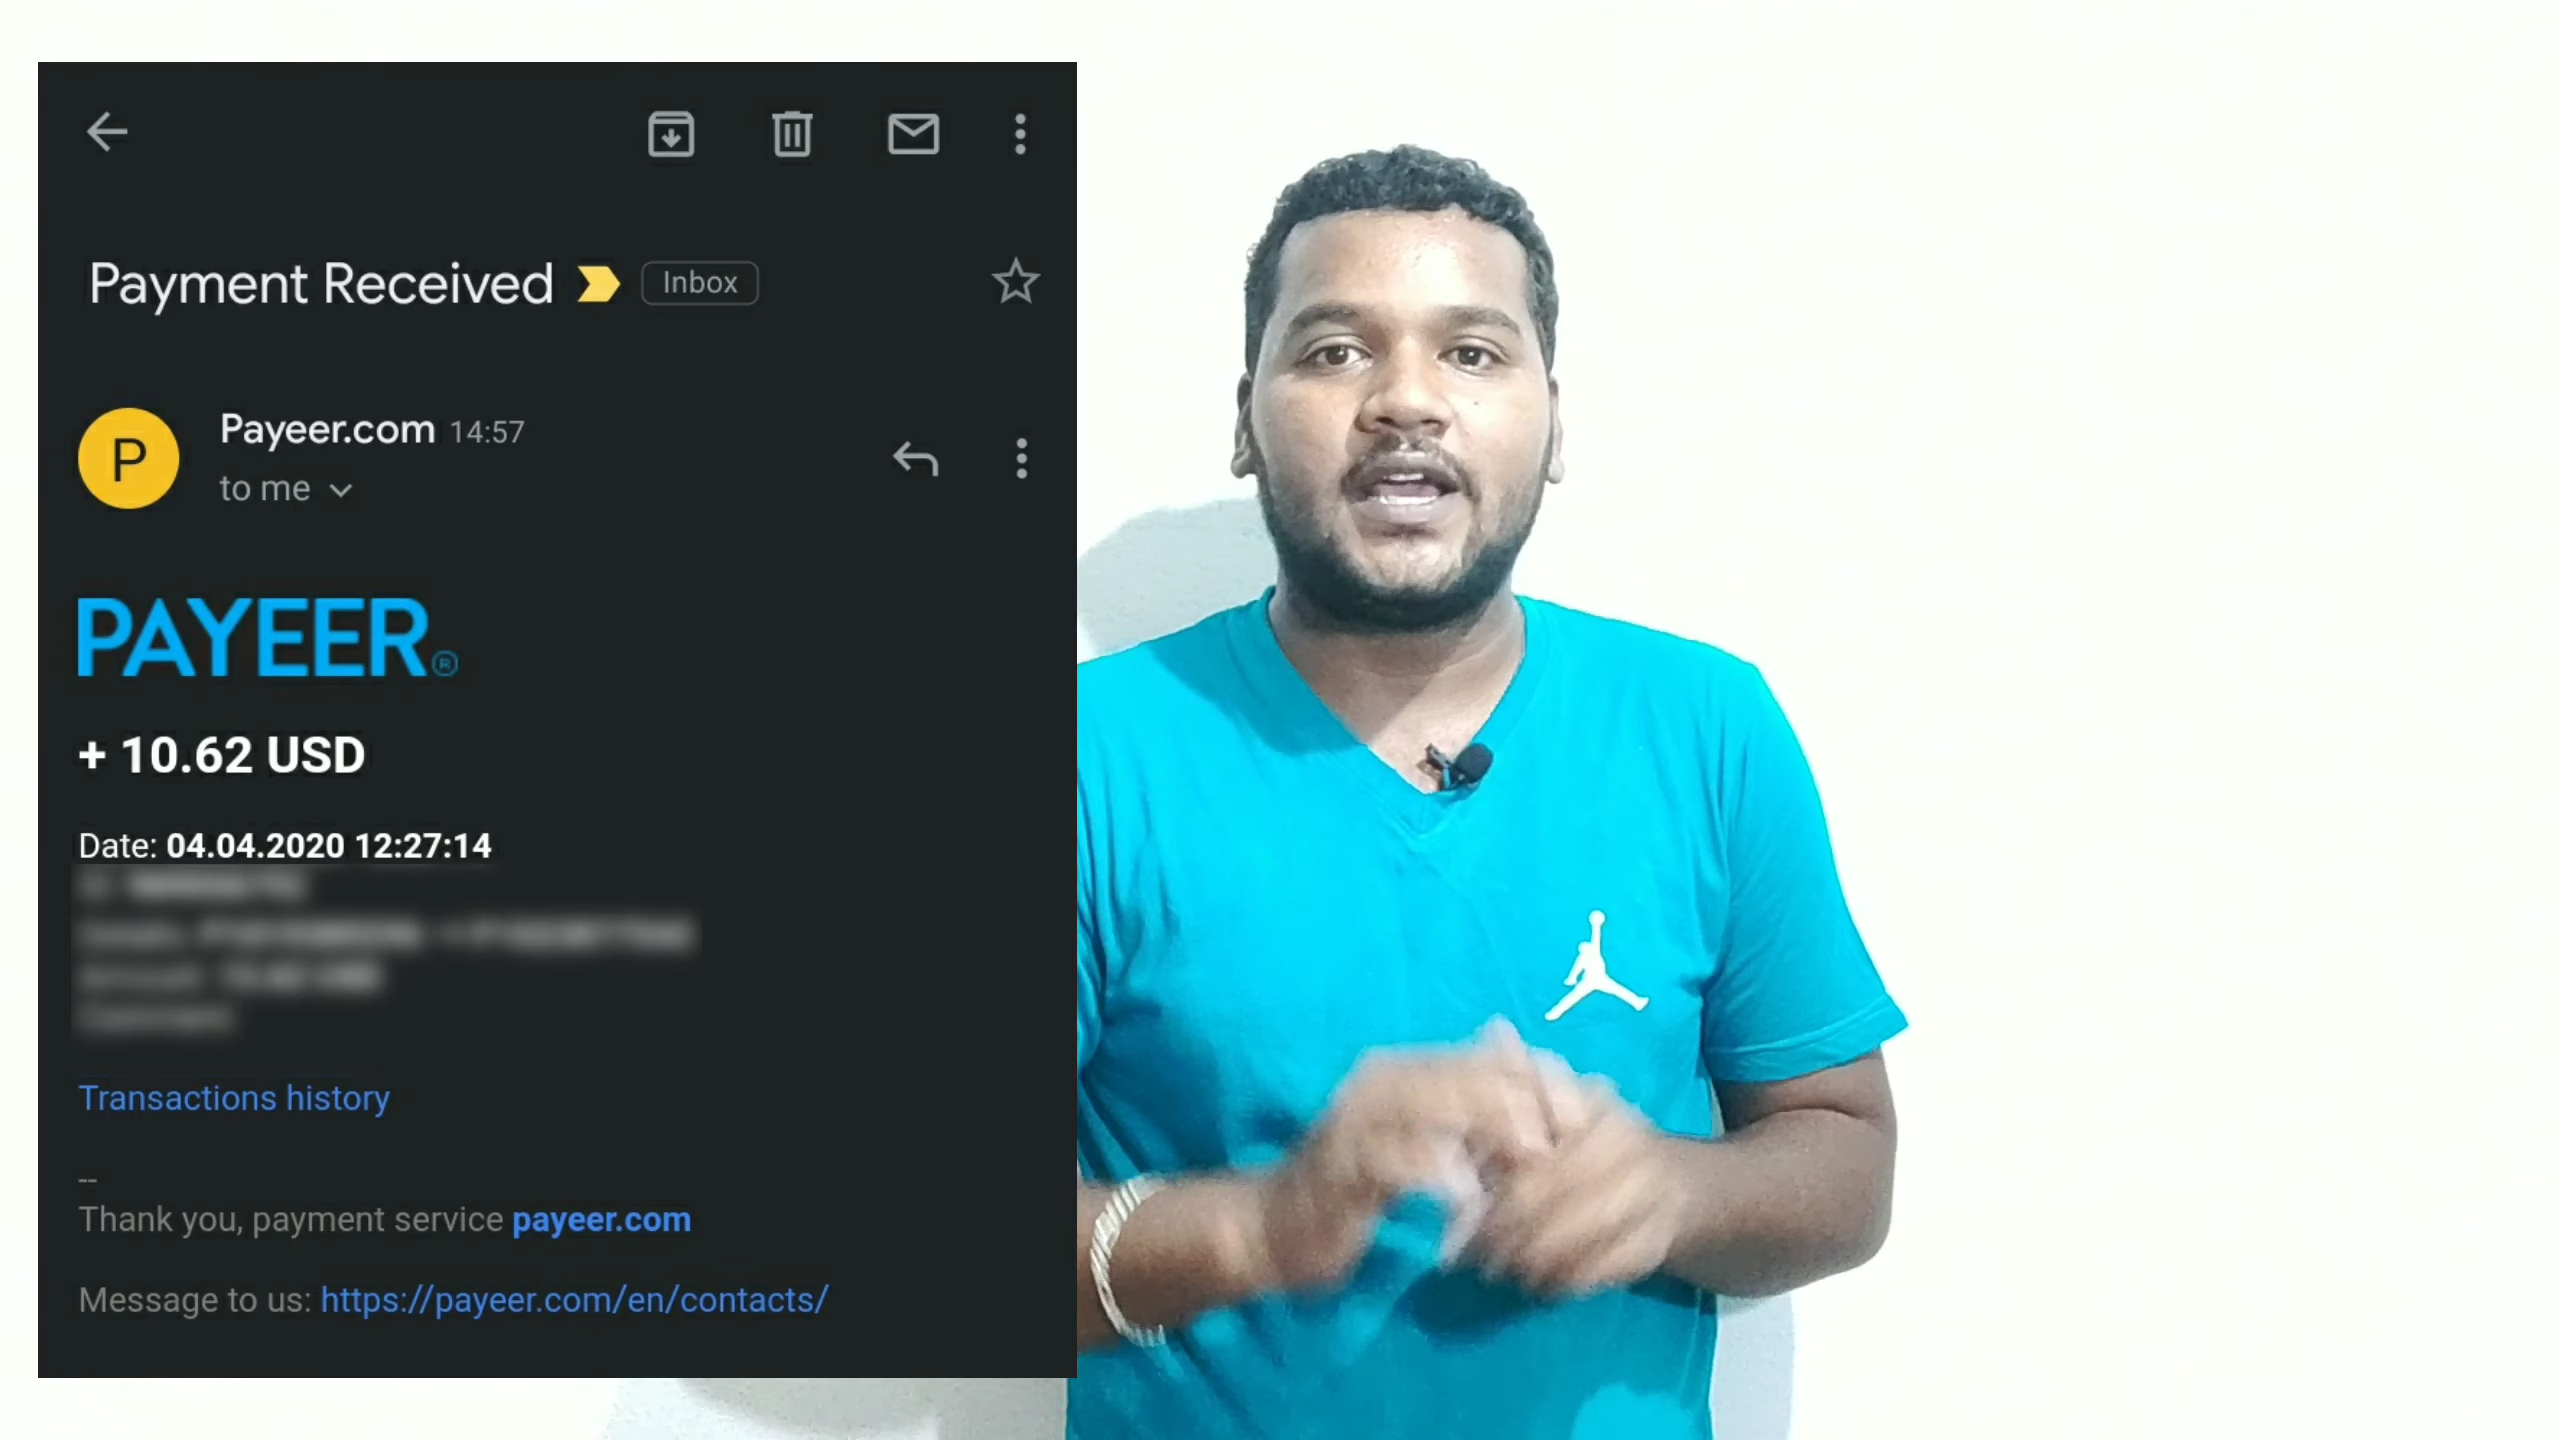 Payment Received Inbox
P
Payeer.com 14:57
to me
PAYEER®
+ 10.62 USD
Date: 04.04.2020 12:27:14
Transactions history
--
Thank you, payment service payeer.com
Message to us: https://payeer.com/en/contacts/